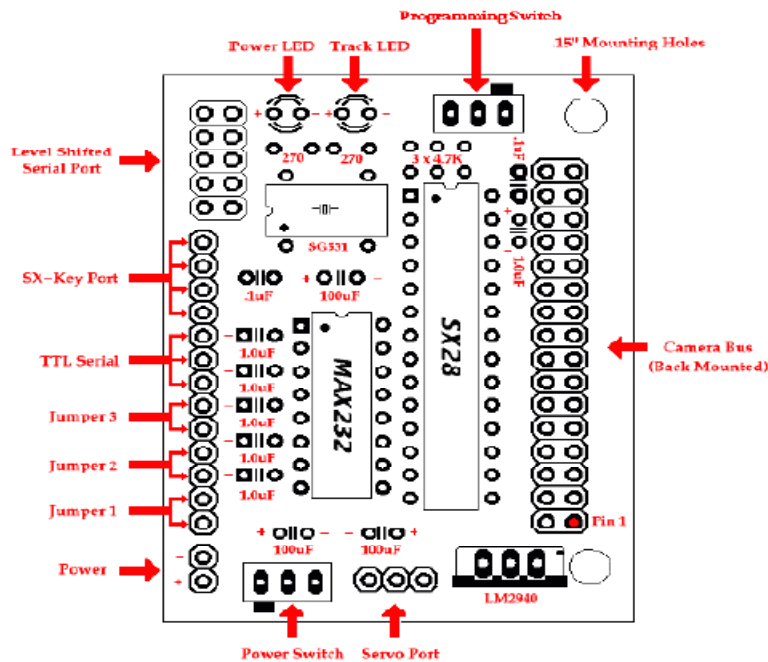 Programming Switch
Power LED
Track LED
.15" Mounting Holes
+
-
+
-
Level Shifted
Serial Port
270
270
3 x 4.7K
.1uF
+
-
1.0uF
SG531
SX-Key Port
.1uF
+
100uF
-
SX28
TTL Serial
-
1.0uF
MAX232
Camera Bus
(Back Mounted)
-
1.0uF
Jumper 3
-
1.0uF
Jumper 2
-
1.0uF
-
1.0uF
Jumper 1
Pin 1
+
100uF
-
-
100uF
+
Power
-
+
LM2940
Power Switch
Servo Port